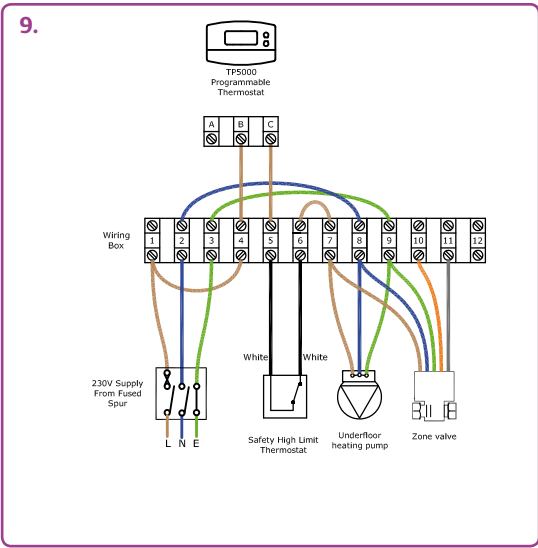 9.
TP5000
Programmable
Thermostat
A B C
Wiring
Box
1 2 3 4 5 6 7 8 9 10 11 12
White White
230V Supply
From Fused
Spur
L N E
Safety High Limit
Thermostat
Underfloor
heating pump
Zone valve